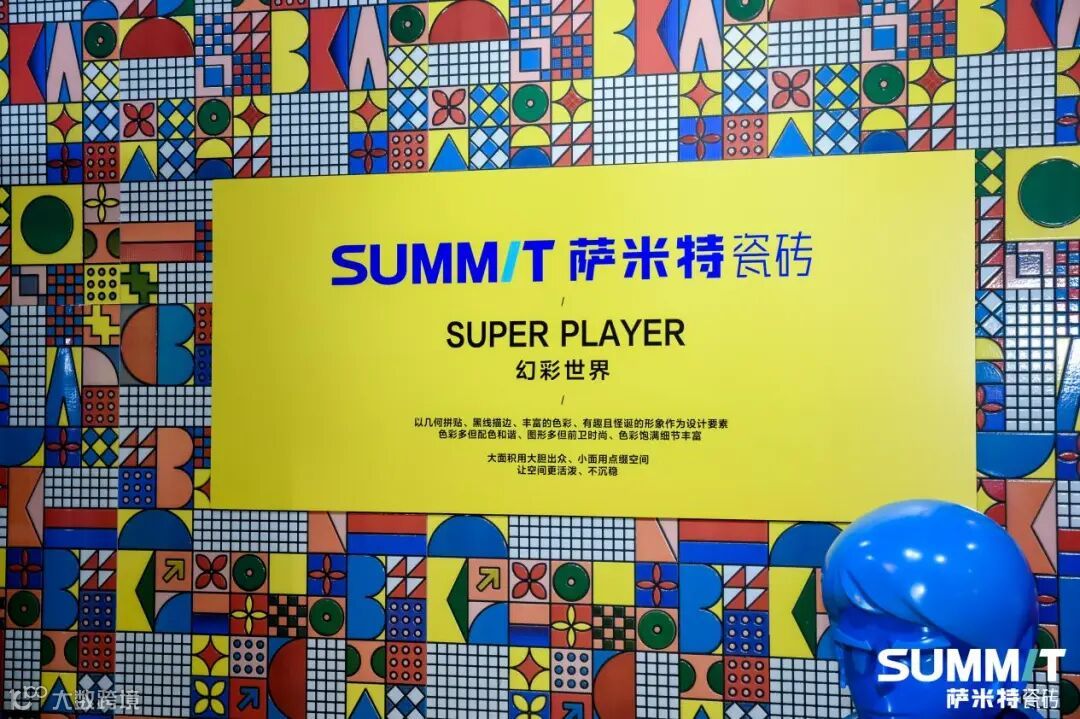 SUMMIT 萨米特瓷砖
/
SUPER PLAYER
幻彩世界
/
以几何拼贴、黑线描边、丰富的色彩、有趣且怪诞的形象作为设计要素
色彩多但配色和谐、图形多但前卫时尚、色彩饱满细节丰富
大面积用大胆出众、小面用点缀空间
让空间更活泼、不沉稳
SUMMIT
萨米特瓷砖
大数跨境